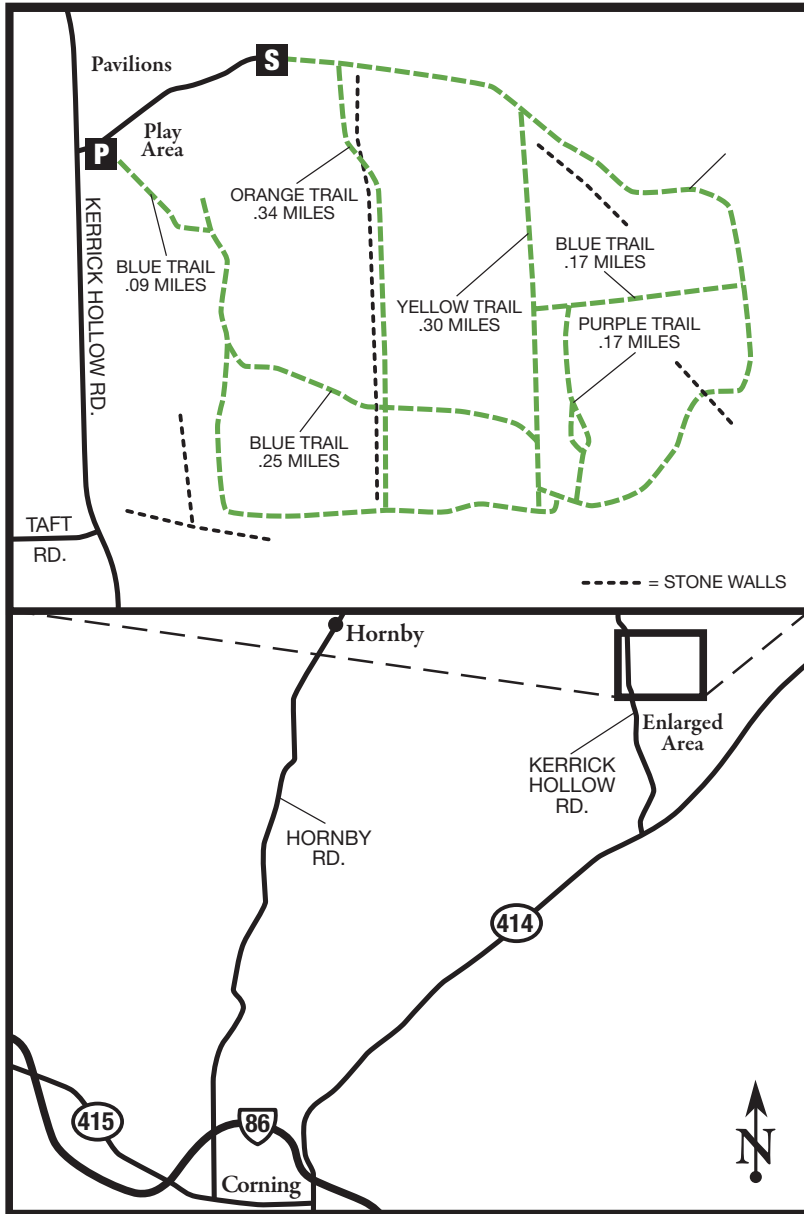 S
Pavilions
P
Play
Area
ORANGE TRAIL
.34 MILES
BLUE TRAIL
.09 MILES
KERRICK HOLLOW RD.
BLUE TRAIL
.17 MILES
YELLOW TRAIL
.30 MILES
PURPLE TRAIL
.17 MILES
BLUE TRAIL
.25 MILES
TAFT
RD.
= STONE WALLS
Hornby
Enlarged
Area
KERRICK
HOLLOW
RD.
HORNBY
RD.
414
415
86
Corning
N